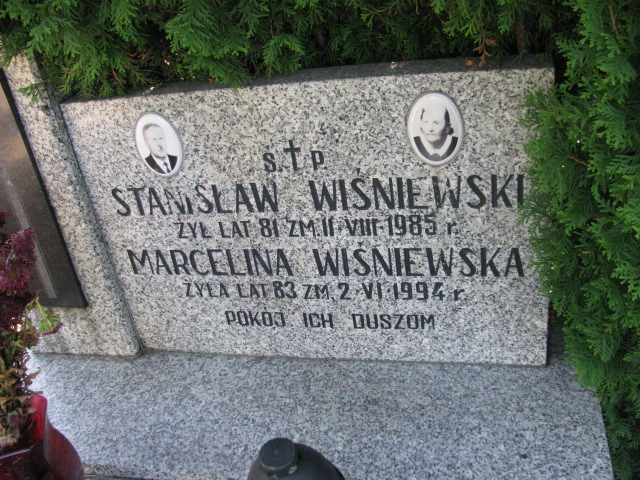 Ś.†P
STANISŁAW WIŚNIEWSKI
ŻYŁ LAT 81 ZM. 11-VIII-1985 r.
MARCELINA WIŚNIEWSKA
ŻYŁA LAT 83 ZM. 2-VI-1994 r.
POKÓJ ICH DUSZOM